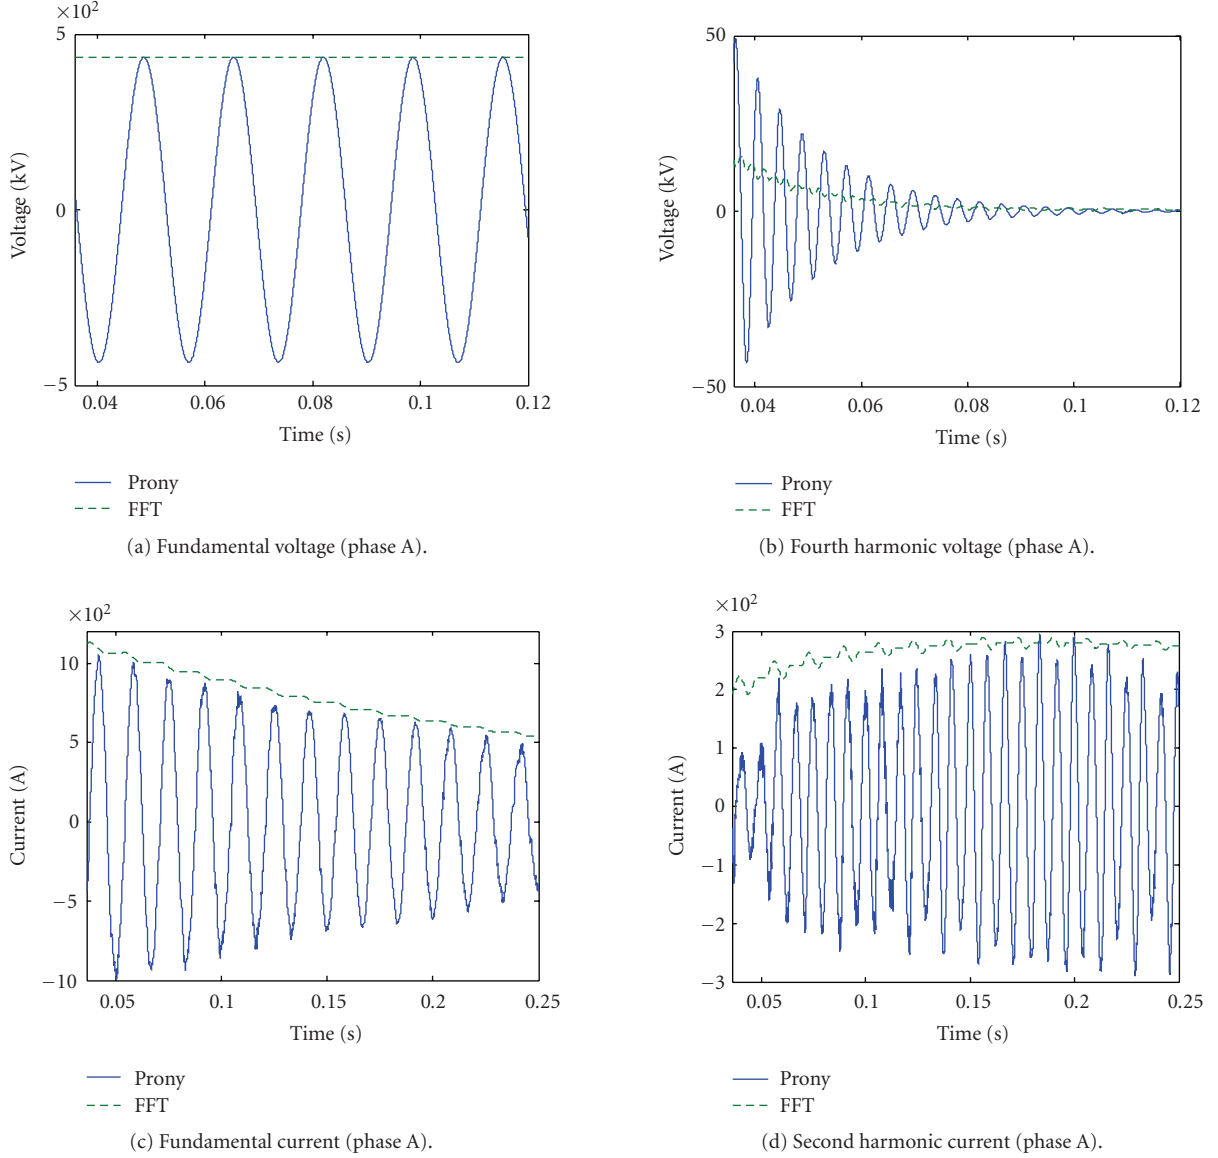 ×10²
5
0
−5
Voltage (kV)
0.04 0.06 0.08 0.1 0.12
Time (s)
Prony
FFT
(a) Fundamental voltage (phase A).
50
0
−50
Voltage (kV)
0.04 0.06 0.08 0.1 0.12
Time (s)
Prony
FFT
(b) Fourth harmonic voltage (phase A).
×10²
10
5
0
−5
−10
Current (A)
0.05 0.1 0.15 0.2 0.25
Time (s)
Prony
FFT
(c) Fundamental current (phase A).
×10²
3
2
1
0
−1
−2
−3
Current (A)
0.05 0.1 0.15 0.2 0.25
Time (s)
Prony
FFT
(d) Second harmonic current (phase A).